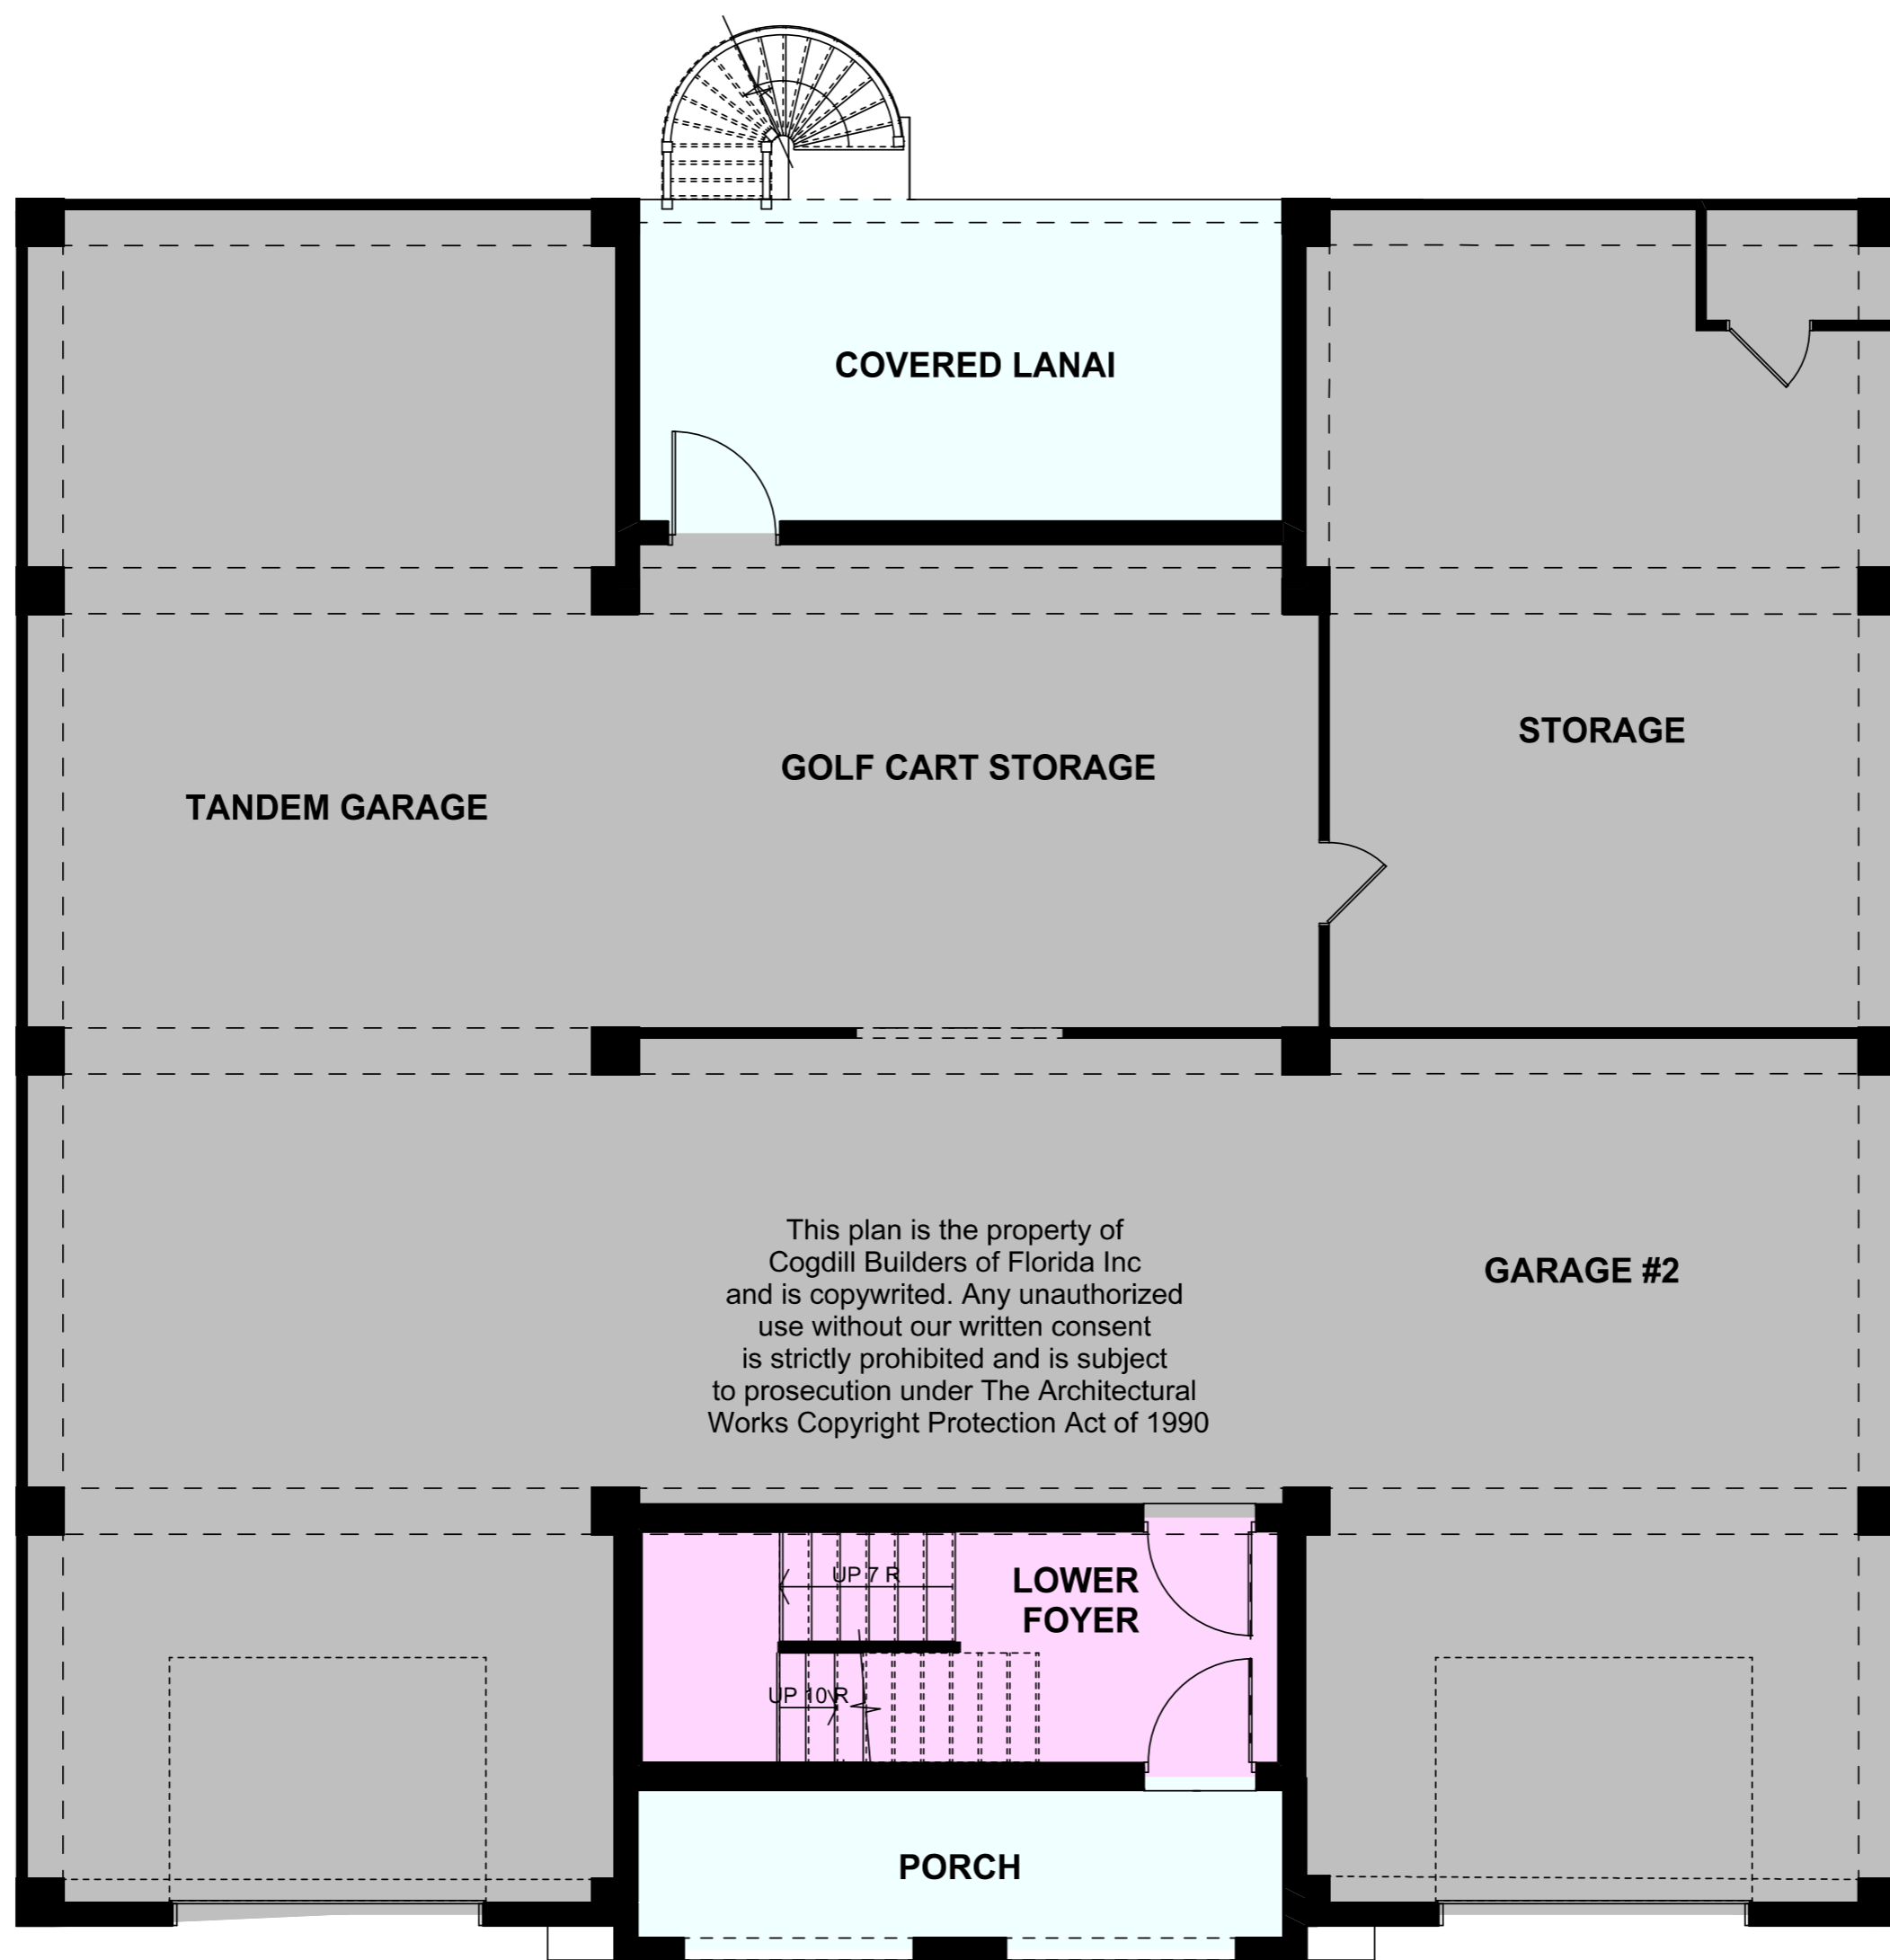 COVERED LANAI
STORAGE
GOLF CART STORAGE
TANDEM GARAGE
This plan is the property of
Cogdill Builders of Florida Inc
and is copywrited. Any unauthorized
use without our written consent
is strictly prohibited and is subject
to prosecution under The Architectural
Works Copyright Protection Act of 1990
GARAGE #2
UP 7 R
LOWER
FOYER
UP 10 R
PORCH